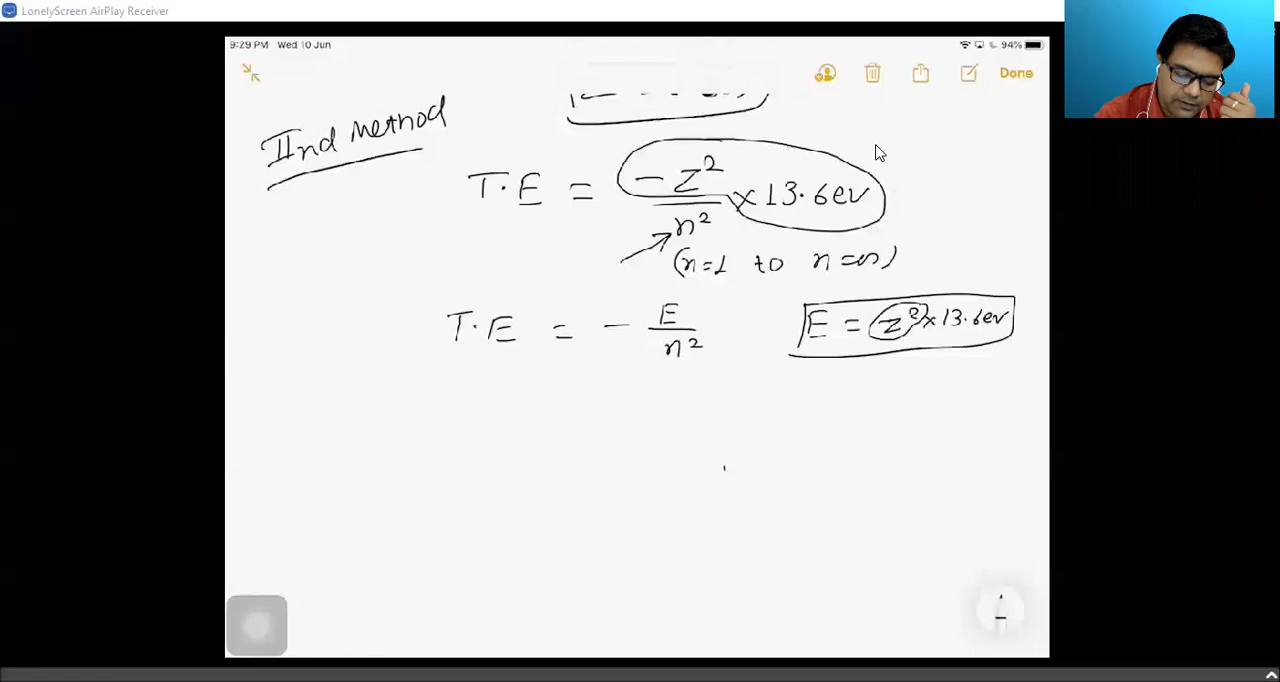 LonelyScreen AirPlay Receiver
9:29 PM Wed 10 Jun
94%
Done
IInd Method
T.E = -Z²/n² × 13.6ev
(n=1 to n=∞)
T.E = - E/n²
E = Z² × 13.6ev